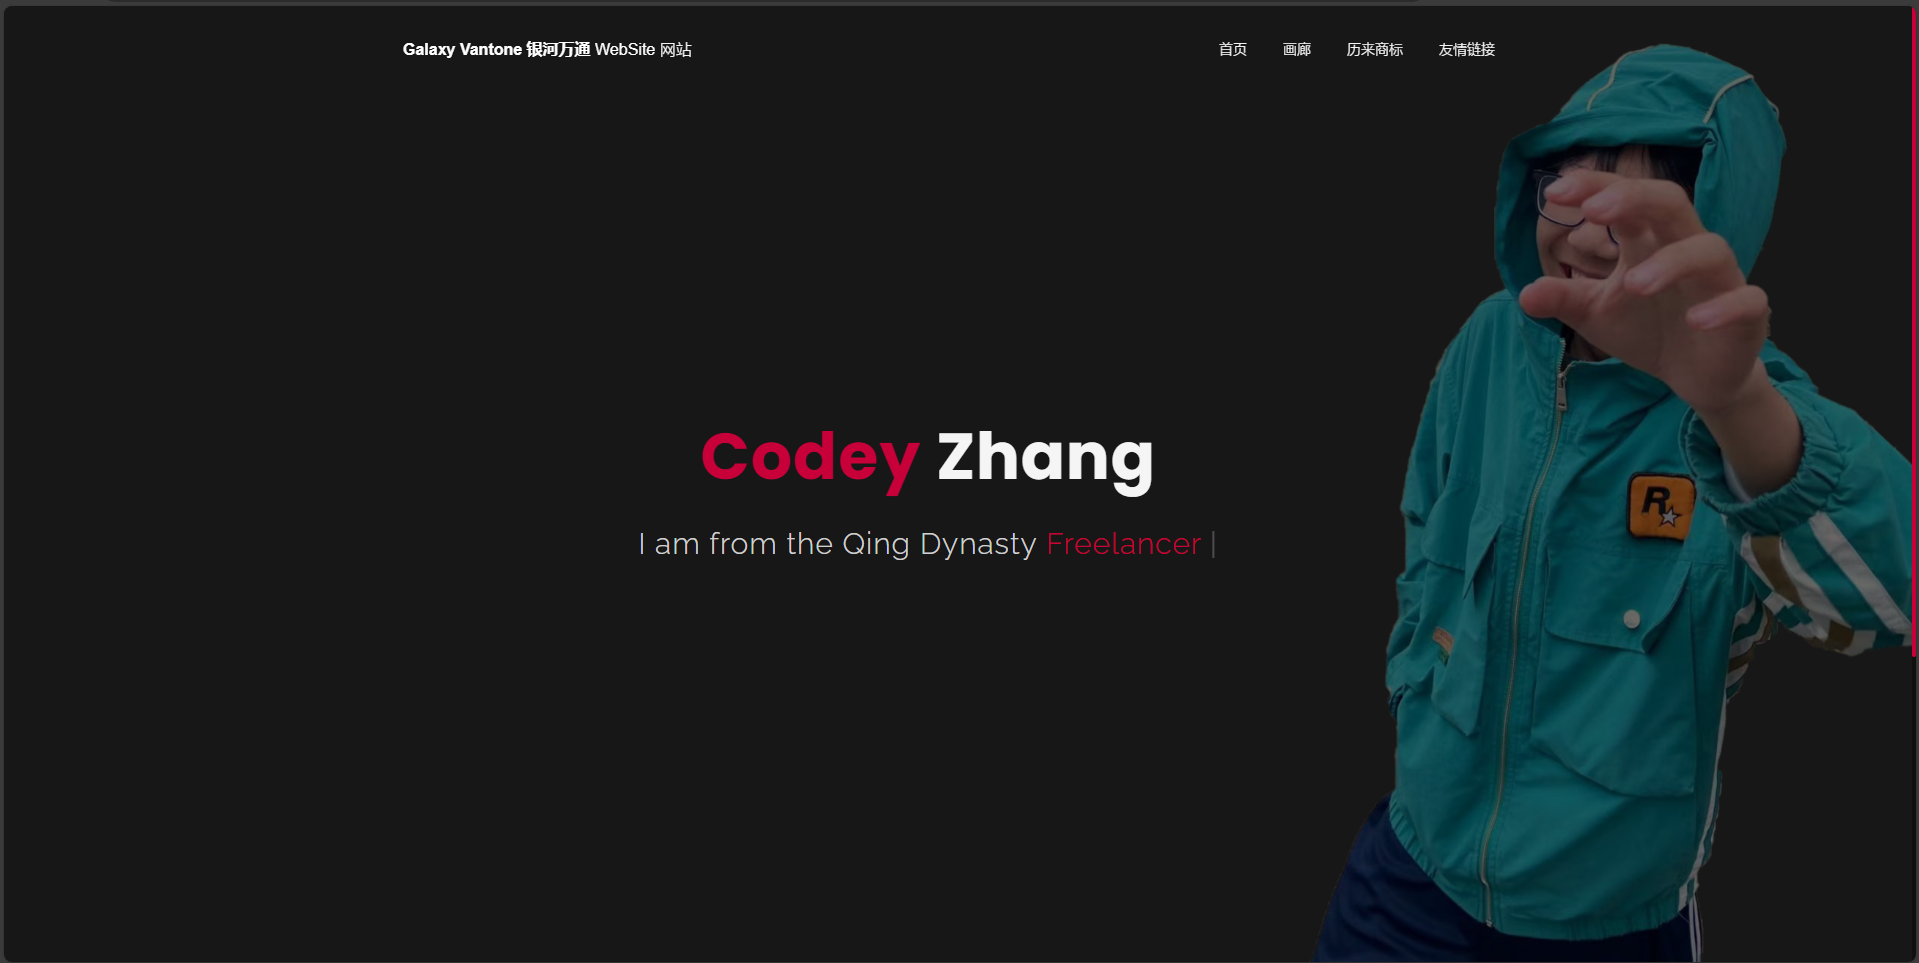 Galaxy Vantone 银河万通 WebSite 网站
首页 画廊 历来商标 友情链接
Codey Zhang
I am from the Qing Dynasty Freelancer |
R